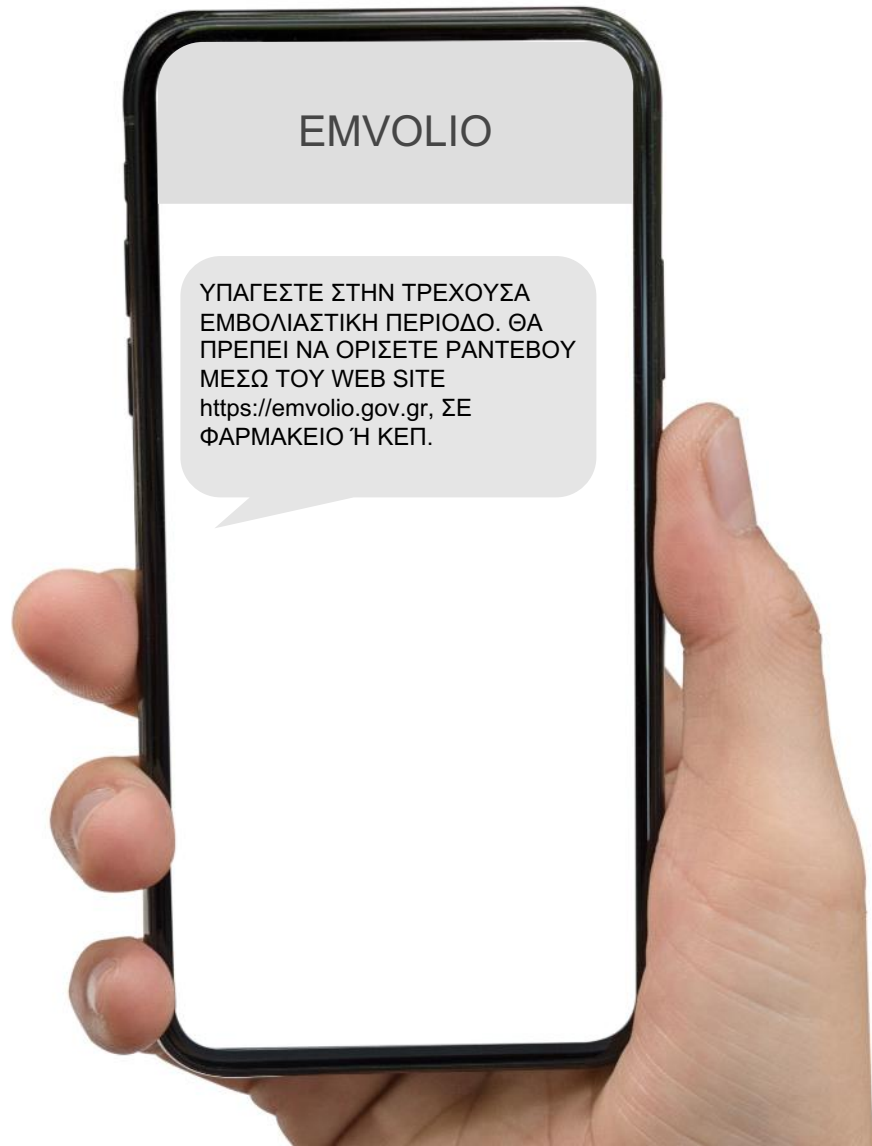 EMVOLIO
ΥΠΑΓΕΣΤΕ ΣΤΗΝ ΤΡΕΧΟΥΣΑ
ΕΜΒΟΛΙΑΣΤΙΚΗ ΠΕΡΙΟΔΟ. ΘΑ
ΠΡΕΠΕΙ ΝΑ ΟΡΙΣΕΤΕ ΡΑΝΤΕΒΟΥ
ΜΕΣΩ ΤΟΥ WEB SITE
https://emvolio.gov.gr, ΣΕ
ΦΑΡΜΑΚΕΙΟ Ή ΚΕΠ.